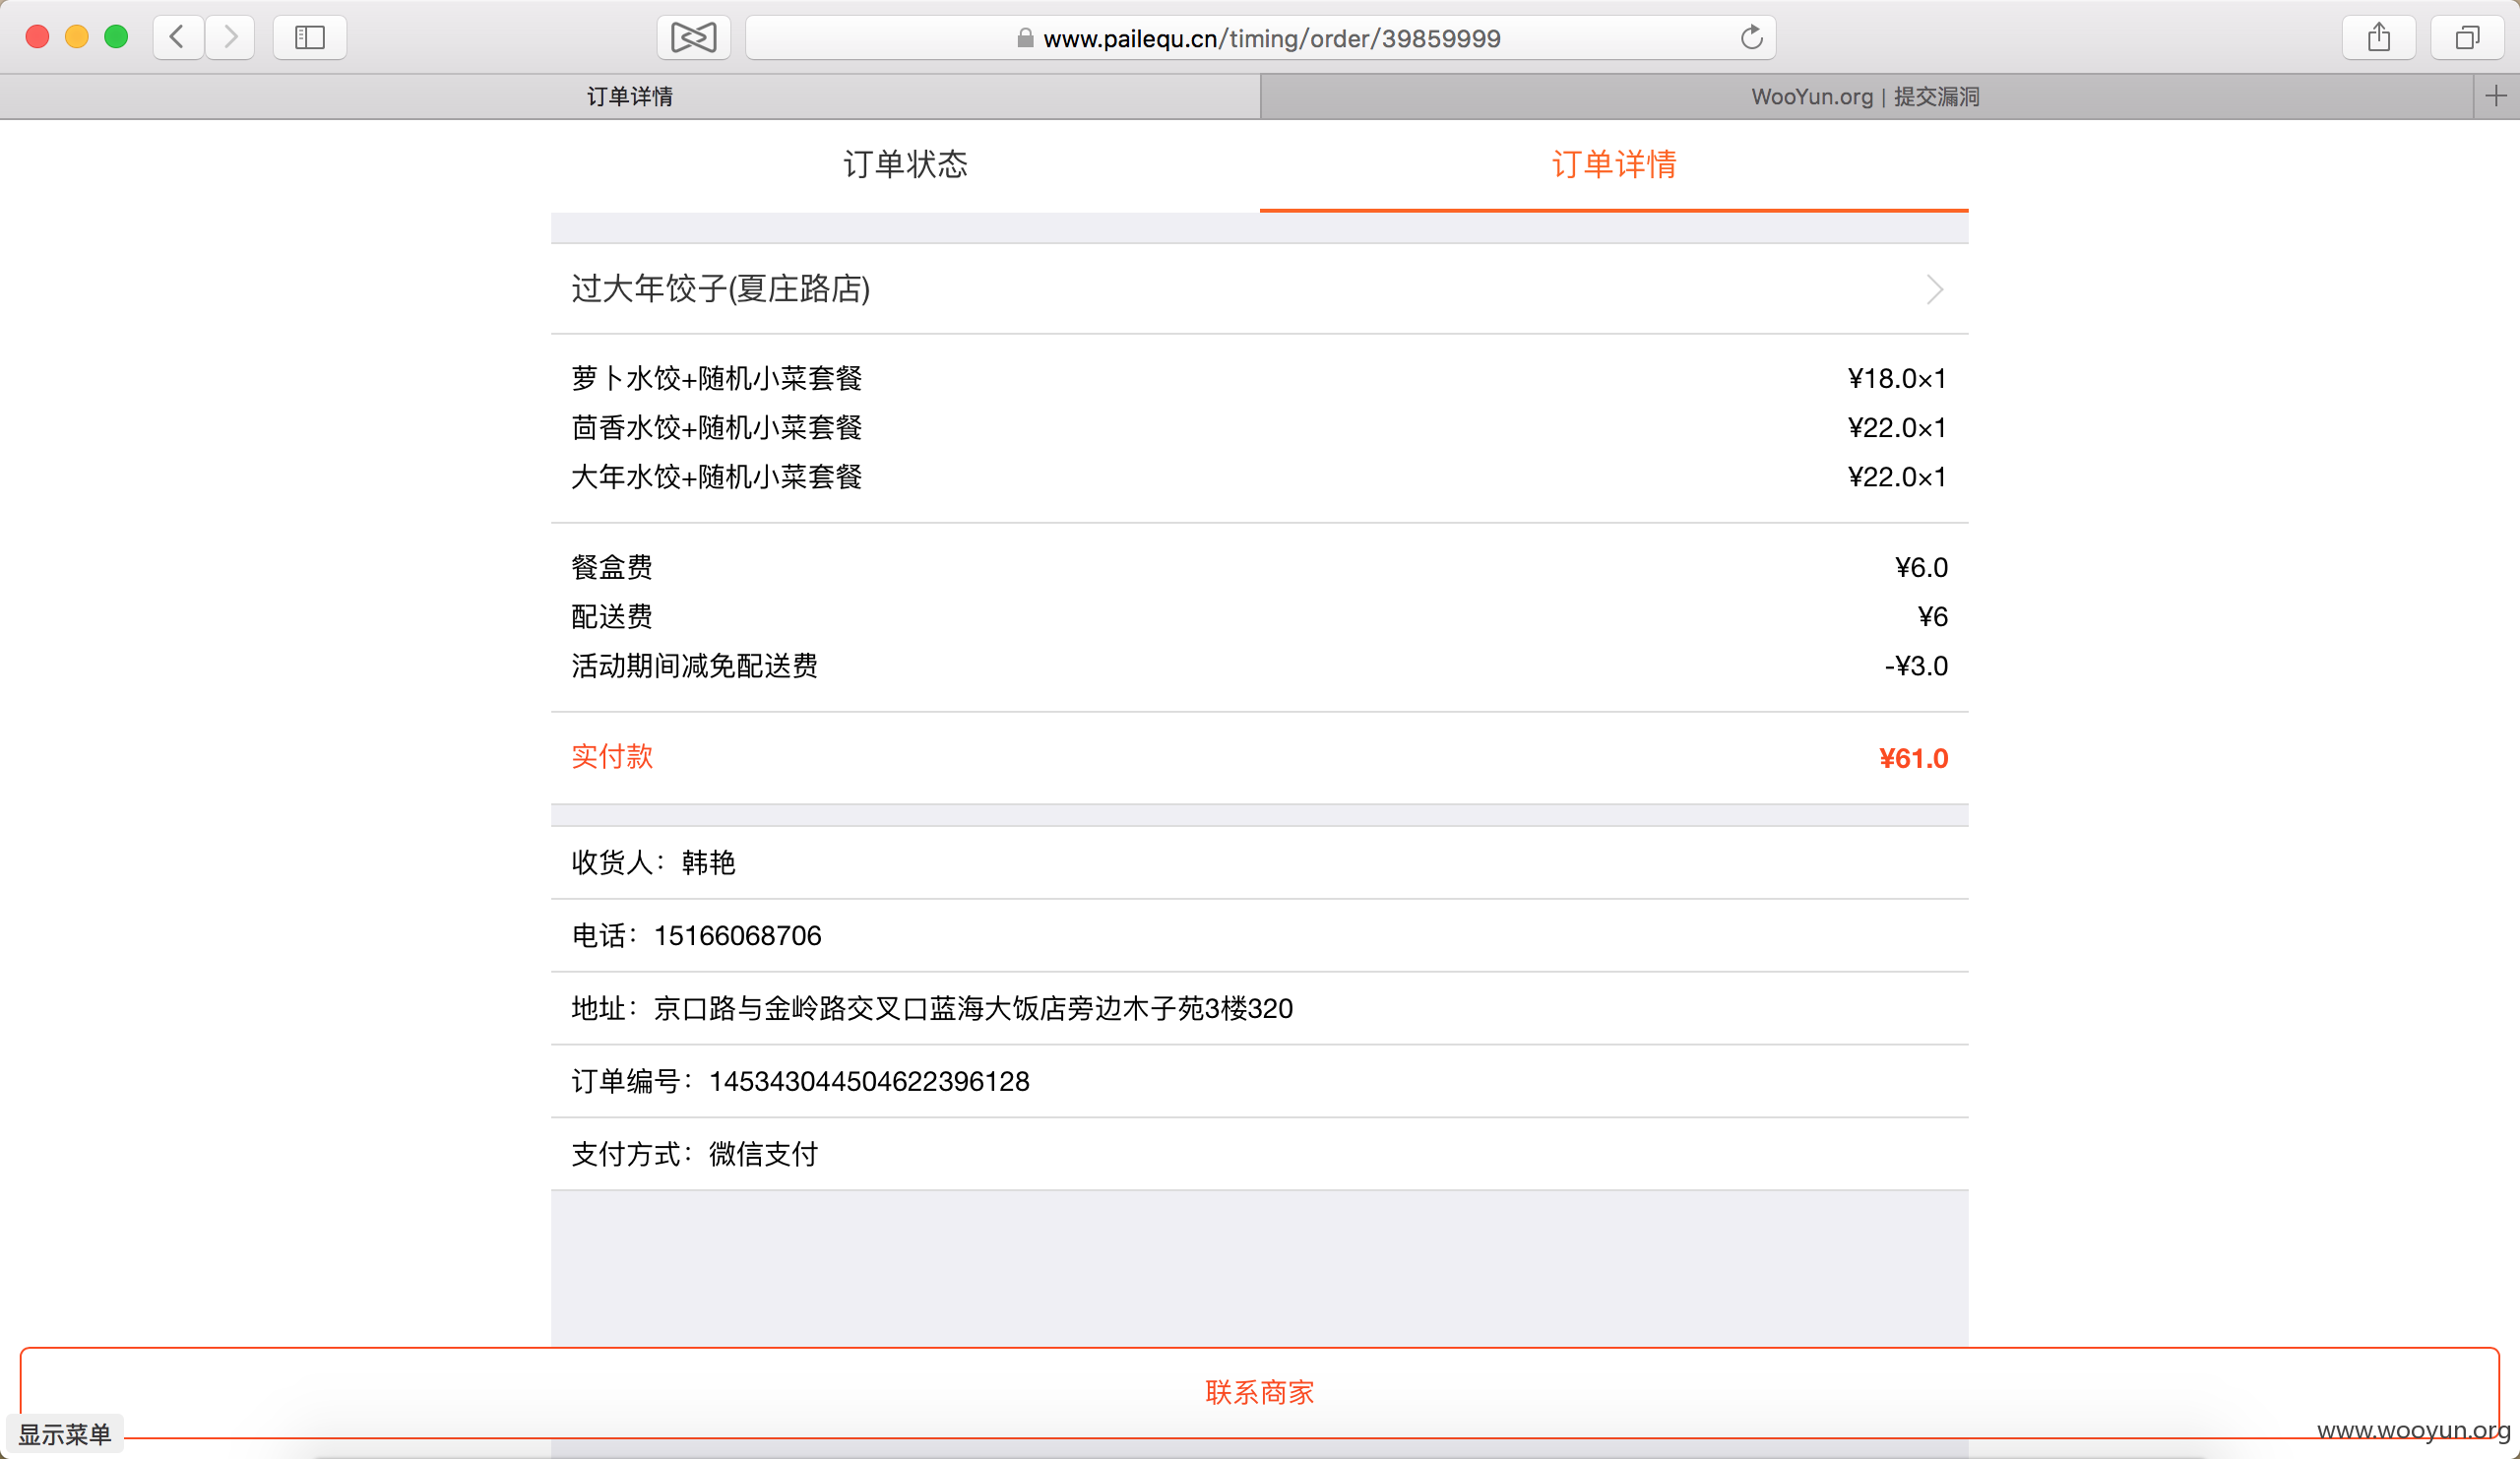 www.pailequ.cn/timing/order/39859999
订单详情
WooYun.org | 提交漏洞
订单状态
订单详情
过大年饺子(夏庄路店)
萝卜水饺+随机小菜套餐 ¥18.0×1
茴香水饺+随机小菜套餐 ¥22.0×1
大年水饺+随机小菜套餐 ¥22.0×1
餐盒费 ¥6.0
配送费 ¥6
活动期间减免配送费 -¥3.0
实付款 ¥61.0
收货人：韩艳
电话：15166068706
地址：京口路与金岭路交叉口蓝海大饭店旁边木子苑3楼320
订单编号：145343044504622396128
支付方式：微信支付
联系商家
显示菜单
www.wooyun.org